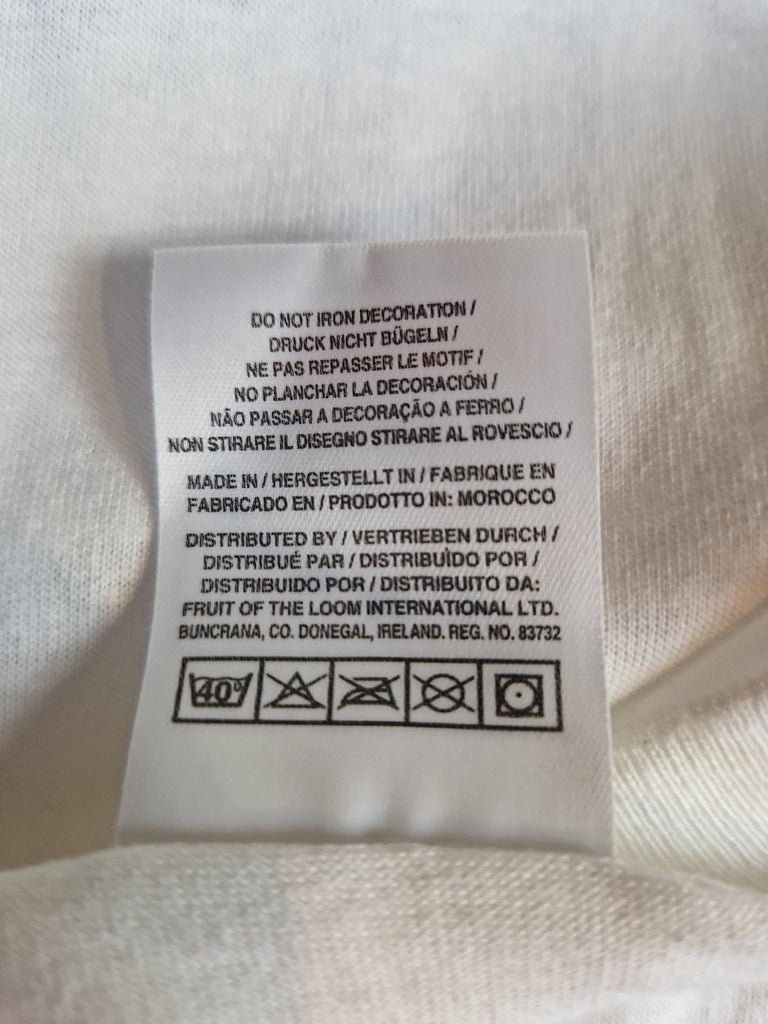 DO NOT IRON DECORATION /
DRUCK NICHT BÜGELN /
NE PAS REPASSER LE MOTIF /
NO PLANCHAR LA DECORACIÓN /
NÃO PASSAR A DECORAÇÃO A FERRO /
NON STIRARE IL DISEGNO STIRARE AL ROVESCIO /
MADE IN / HERGESTELLT IN / FABRIQUE EN
FABRICADO EN / PRODOTTO IN: MOROCCO
DISTRIBUTED BY / VERTRIEBEN DURCH /
DISTRIBUÉ PAR / DISTRIBUÌDO POR /
DISTRIBUIDO POR / DISTRIBUITO DA:
FRUIT OF THE LOOM INTERNATIONAL LTD.
BUNCRANA, CO. DONEGAL, IRELAND. REG. NO. 83732
40°